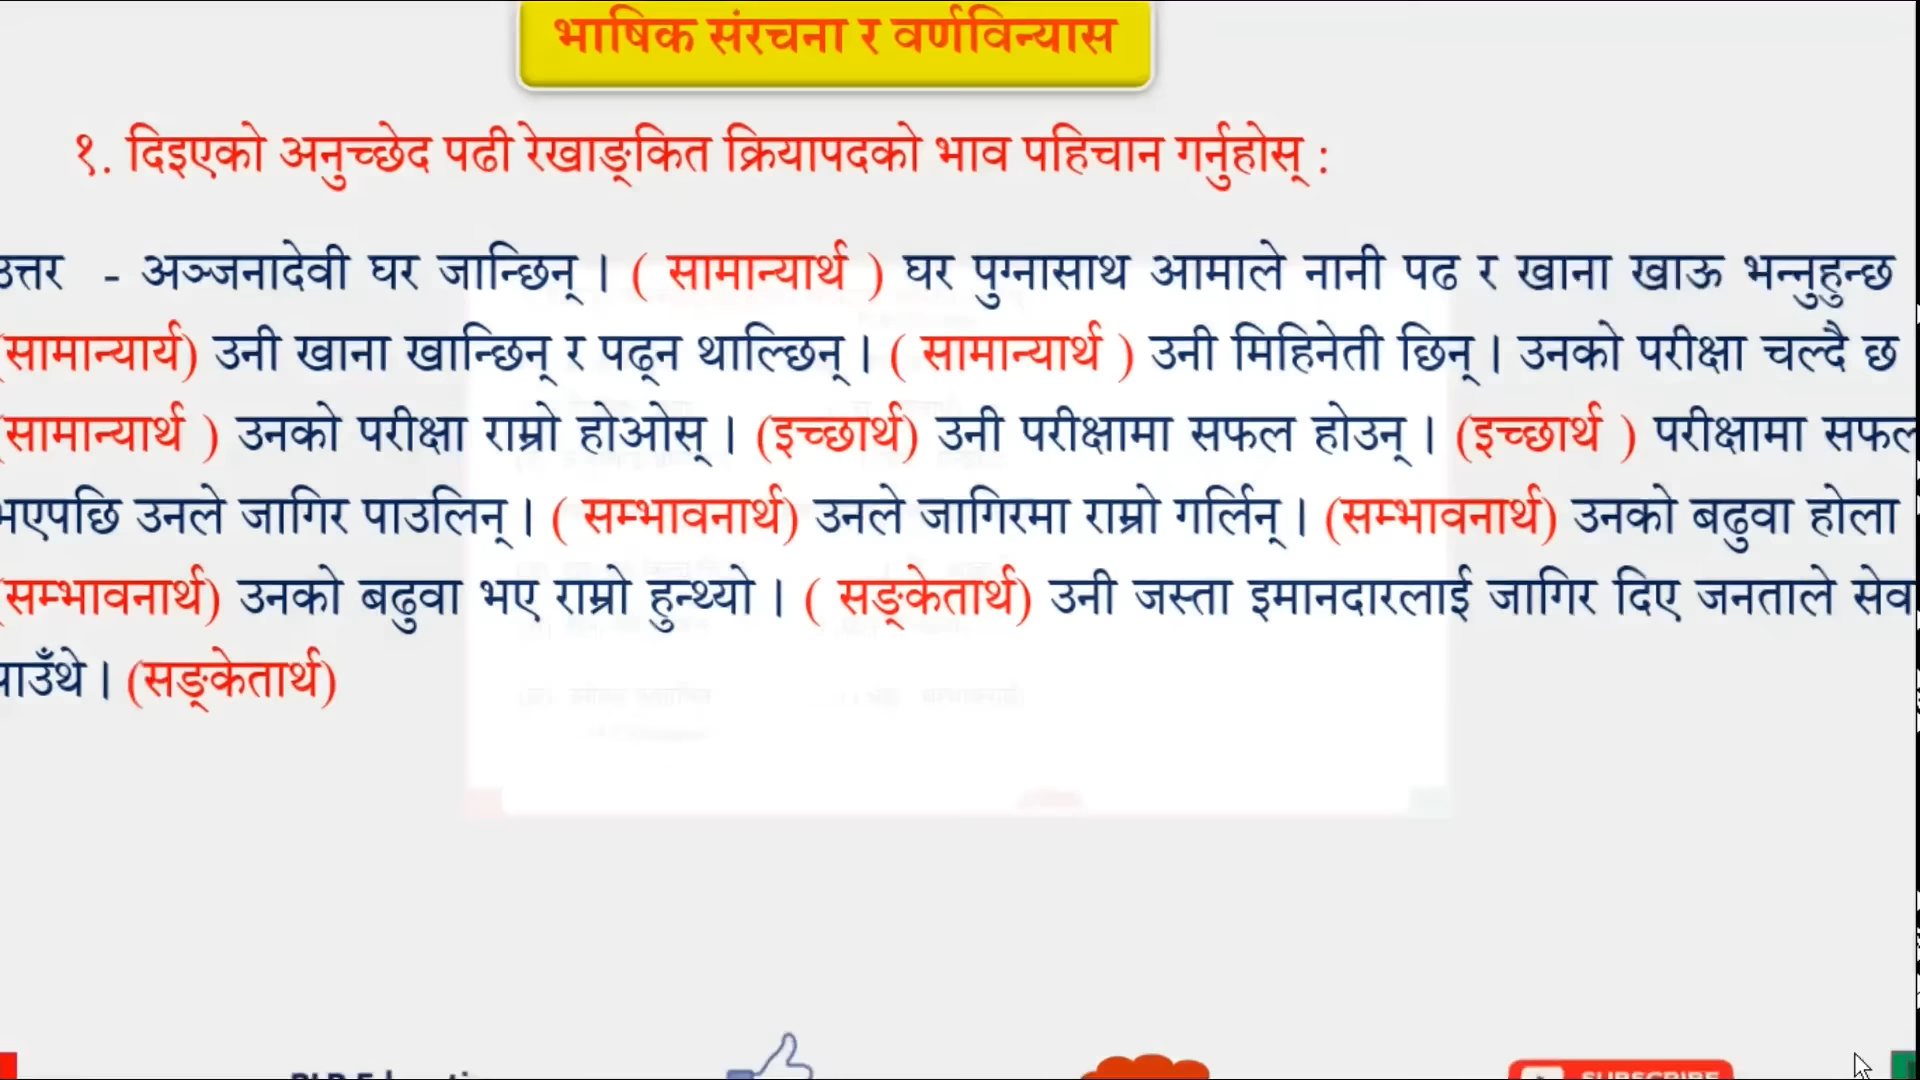 भाषिक संरचना र वर्णविन्यास
१. दिइएको अनुच्छेद पढी रेखाङ्कित क्रियापदको भाव पहिचान गर्नुहोस् :
उत्तर - अञ्जनादेवी घर जान्छिन् । ( सामान्यार्थ ) घर पुग्नासाथ आमाले नानी पढ र खाना खाऊ भन्नुहुन्छ
(सामान्यार्य) उनी खाना खान्छिन् र पढ्न थाल्छिन् । ( सामान्यार्थ ) उनी मिहिनेती छिन् । उनको परीक्षा चल्दै छ
(सामान्यार्थ ) उनको परीक्षा राम्रो होओस् । (इच्छार्थ) उनी परीक्षामा सफल होउन् । (इच्छार्थ ) परीक्षामा सफल
भएपछि उनले जागिर पाउलिन् । ( सम्भावनार्थ) उनले जागिरमा राम्रो गर्लिन् । (सम्भावनार्थ) उनको बढुवा होला
(सम्भावनार्थ) उनको बढुवा भए राम्रो हुन्थ्यो । ( सङ्केतार्थ) उनी जस्ता इमानदारलाई जागिर दिए जनताले सेव
पाउँथे । (सङ्केतार्थ)
SUBSCRIBE